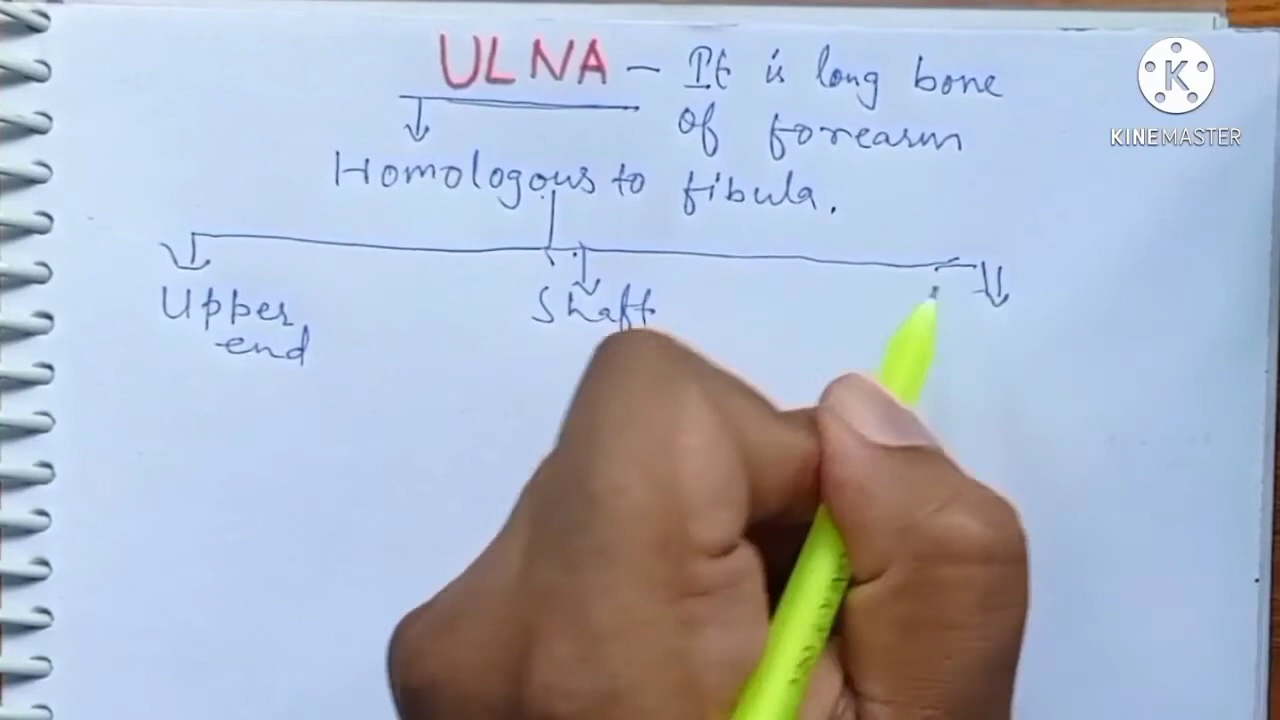 ULNA – It is long bone
of forearm
Homologous to fibula.
Upper
end
Shaft
K
KINEMASTER